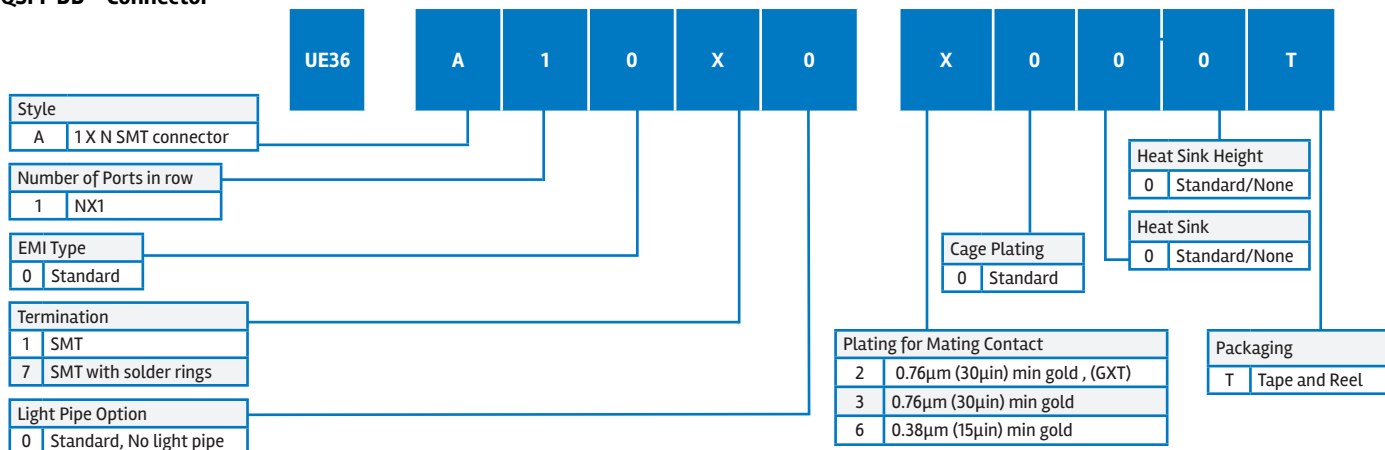 QSFP-DD Connector
UE36 A 1 0 X 0 X 0 0 0 T
Style
A 1 X N SMT connector
Number of Ports in row
1 NX1
EMI Type
0 Standard
Termination
1 SMT
7 SMT with solder rings
Light Pipe Option
0 Standard, No light pipe
Heat Sink Height
0 Standard/None
Heat Sink
0 Standard/None
Cage Plating
0 Standard
Plating for Mating Contact
2 0.76μm (30μin) min gold , (GXT)
3 0.76μm (30μin) min gold
6 0.38μm (15μin) min gold
Packaging
T Tape and Reel